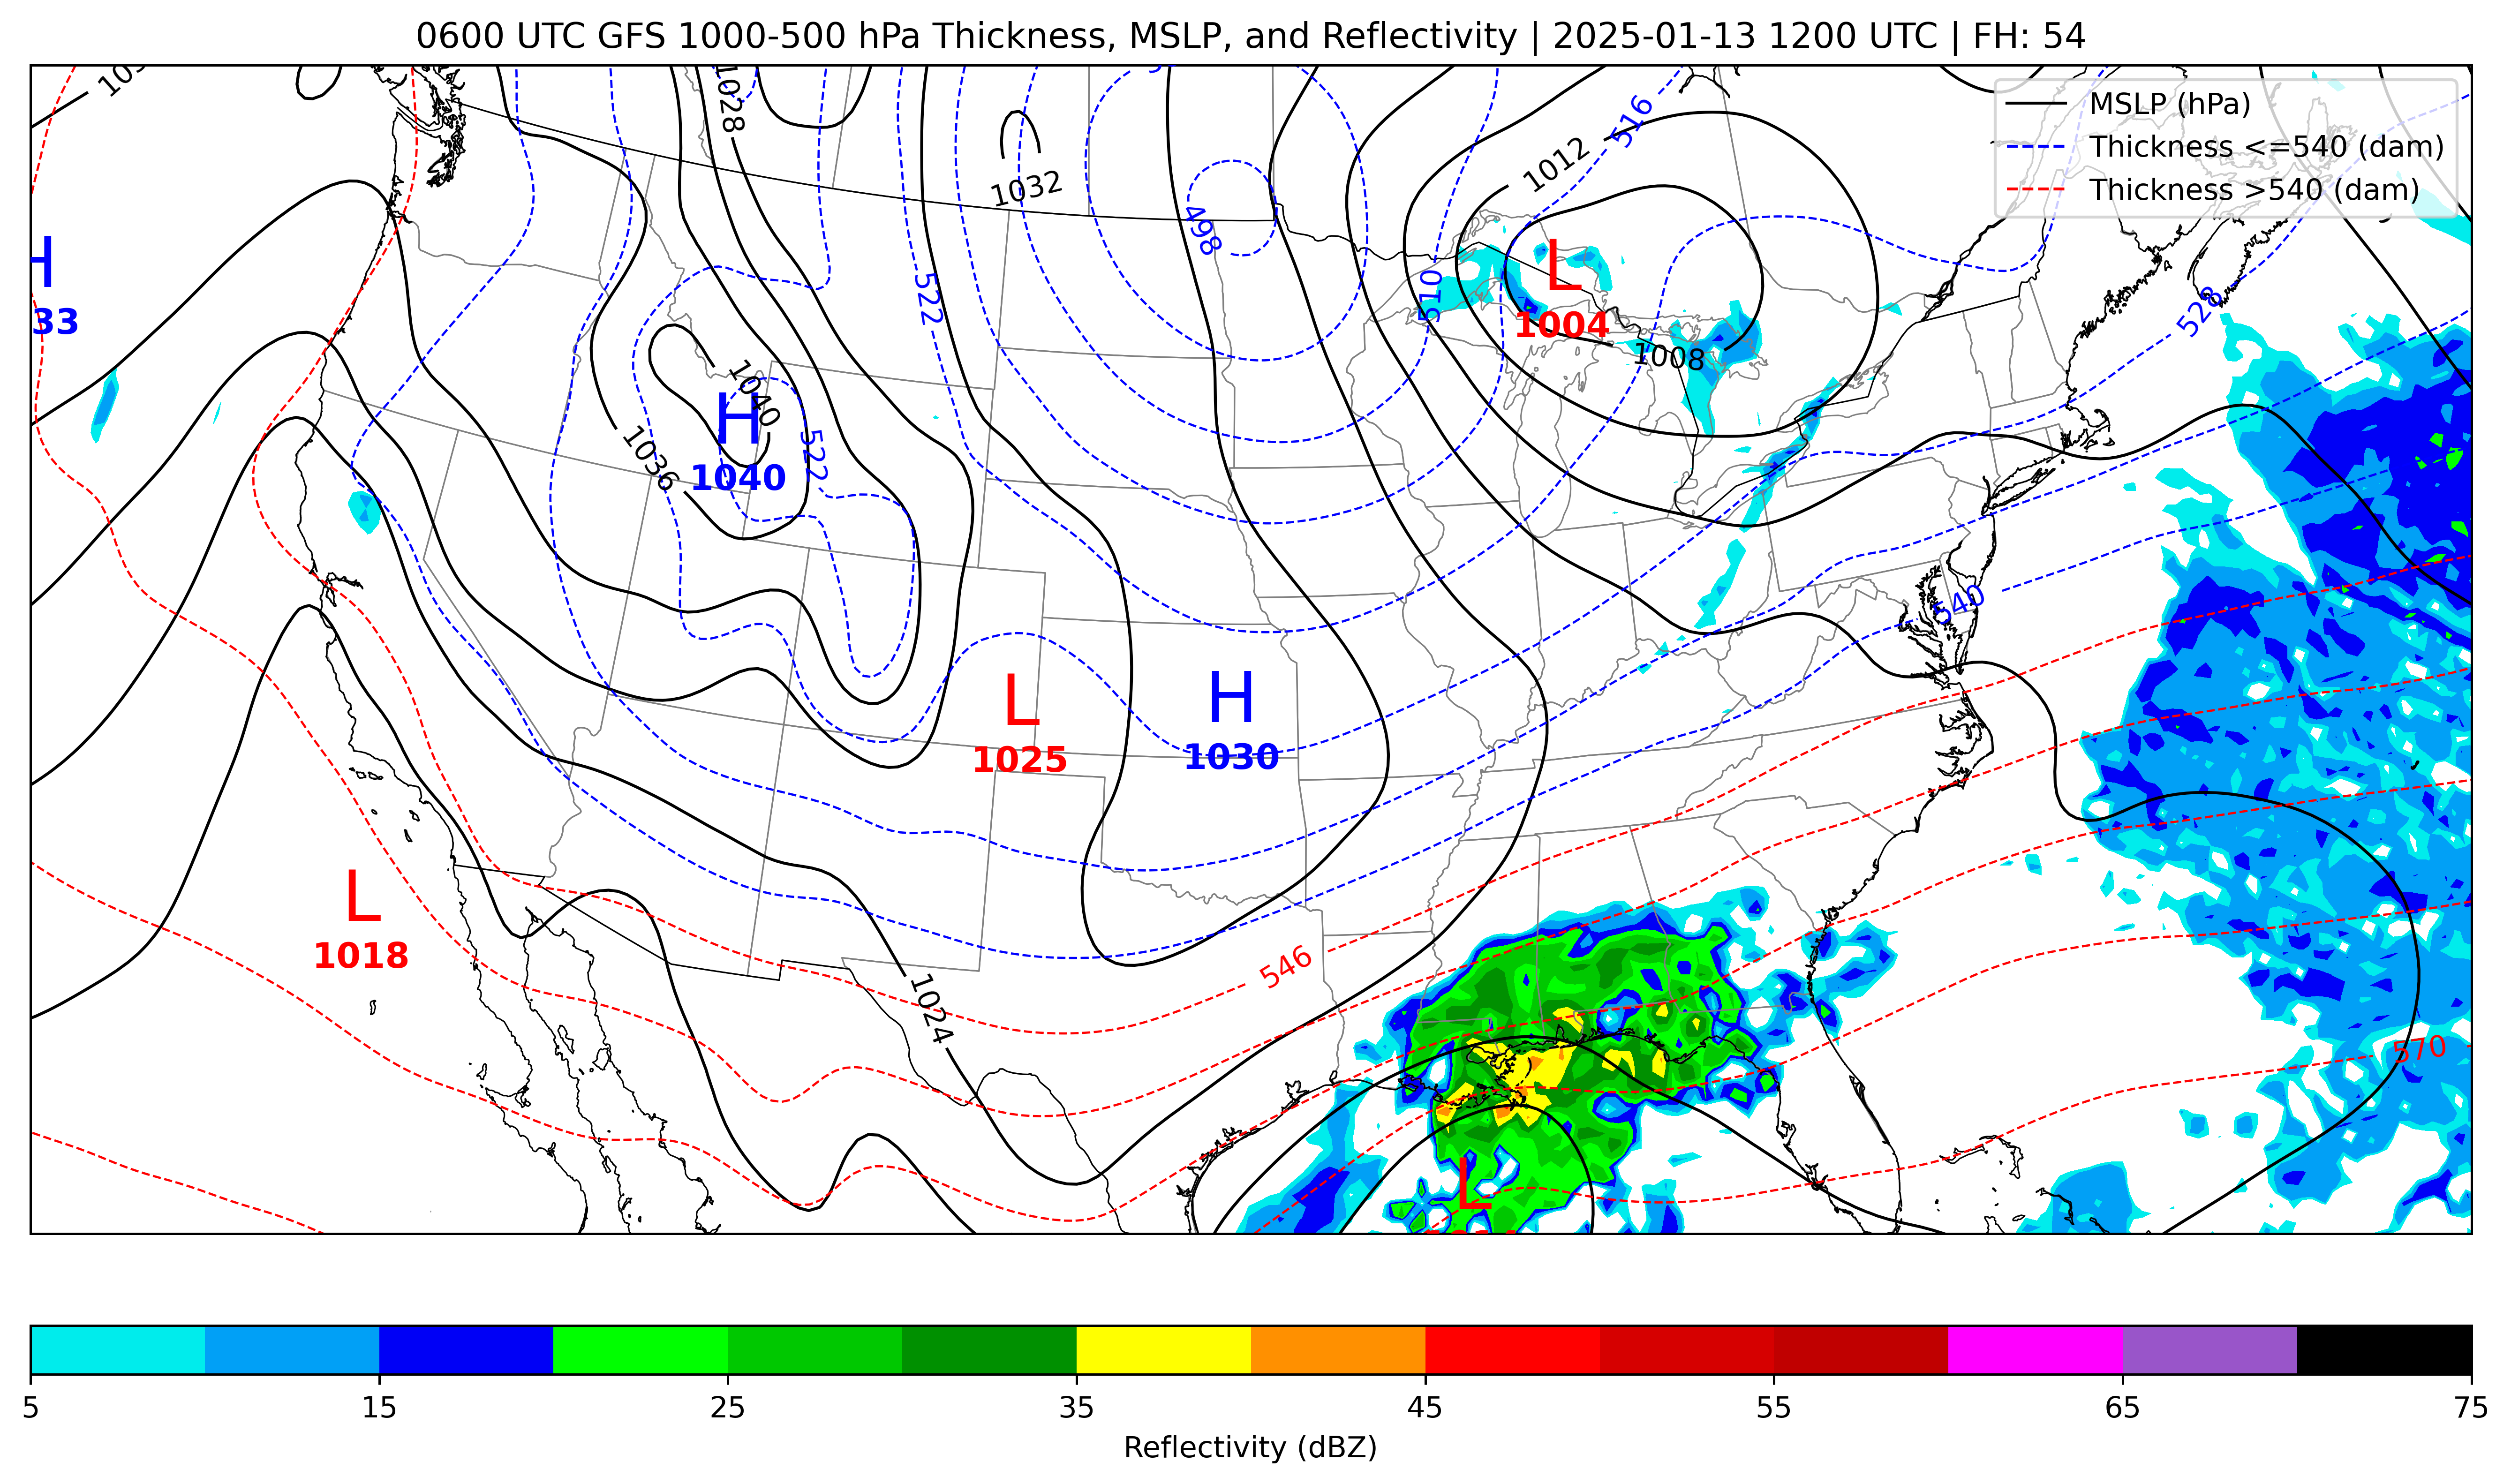 0600 UTC GFS 1000-500 hPa Thickness, MSLP, and Reflectivity | 2025-01-13 1200 UTC | FH: 54
MSLP (hPa)
Thickness <=540 (dam)
Thickness >540 (dam)
1028
516
1012
1032
498
H
33
L
1004
510
522
528
1008
1040
H
1040
522
1036
540
L
1025
H
1030
L
1018
546
1024
570
L
5 15 25 35 45 55 65 75
Reflectivity (dBZ)